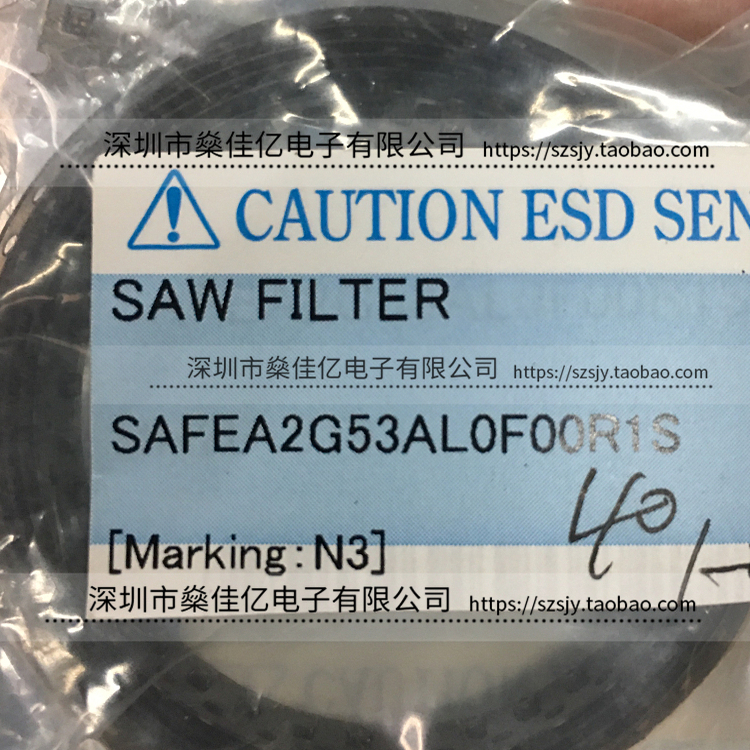 深圳市燊佳亿电子有限公司 https://szsjy.taobao.com
CAUTION ESD SEN
SAW FILTER
深圳市燊佳亿电子有限公司 https://szsjy.taobao.com
SAFEA2G53AL0F00R1S
40
[Marking:N3]
深圳市燊佳亿电子有限公司 https://szsjy.taobao.com